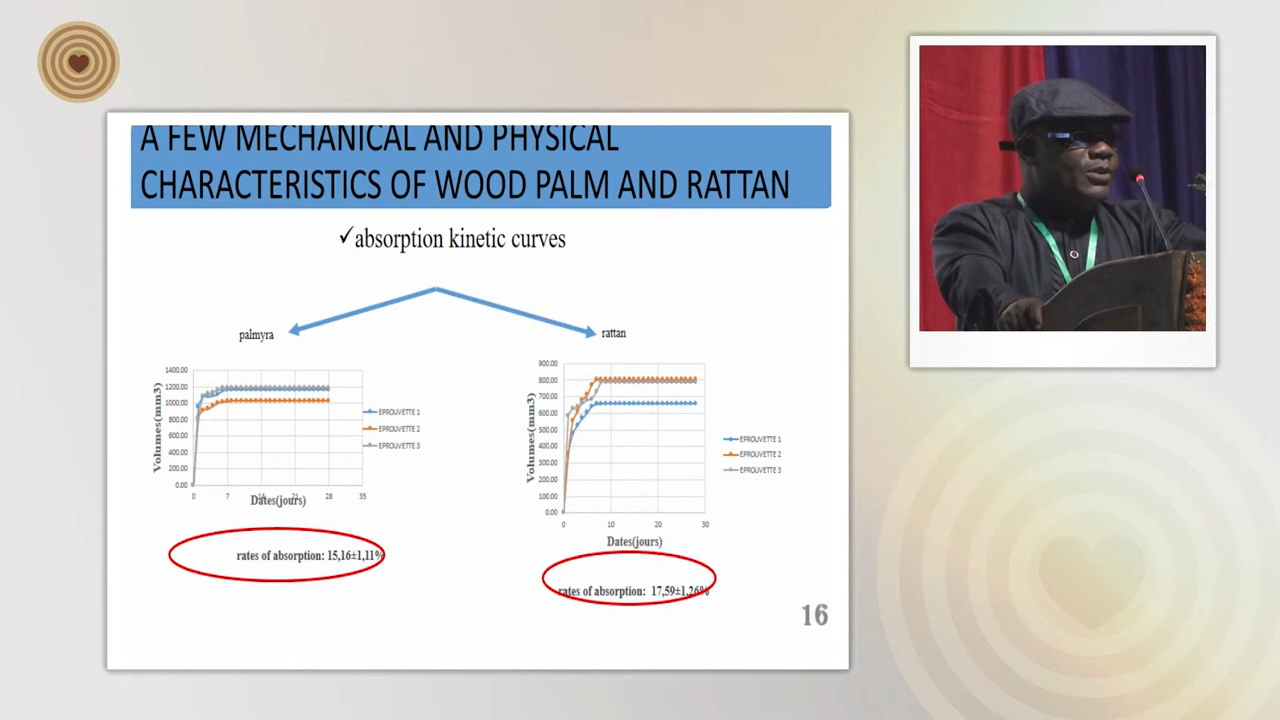 A FEW MECHANICAL AND PHYSICAL
CHARACTERISTICS OF WOOD PALM AND RATTAN
✓absorption kinetic curves
palmyra
rattan
Volumes(mm3)
1400.00
1200.00
1000.00
800.00
600.00
400.00
200.00
0.00
0 7 14 21 28 35
Dates(jours)
EPROUVETTE 1
EPROUVETTE 2
EPROUVETTE 3
Volumes(mm3)
900.00
800.00
700.00
600.00
500.00
400.00
300.00
200.00
100.00
0.00
0 10 20 30
Dates(jours)
EPROUVETTE 1
EPROUVETTE 2
EPROUVETTE 3
rates of absorption: 15,16±1,11%
rates of absorption: 17,59±1,26%
16